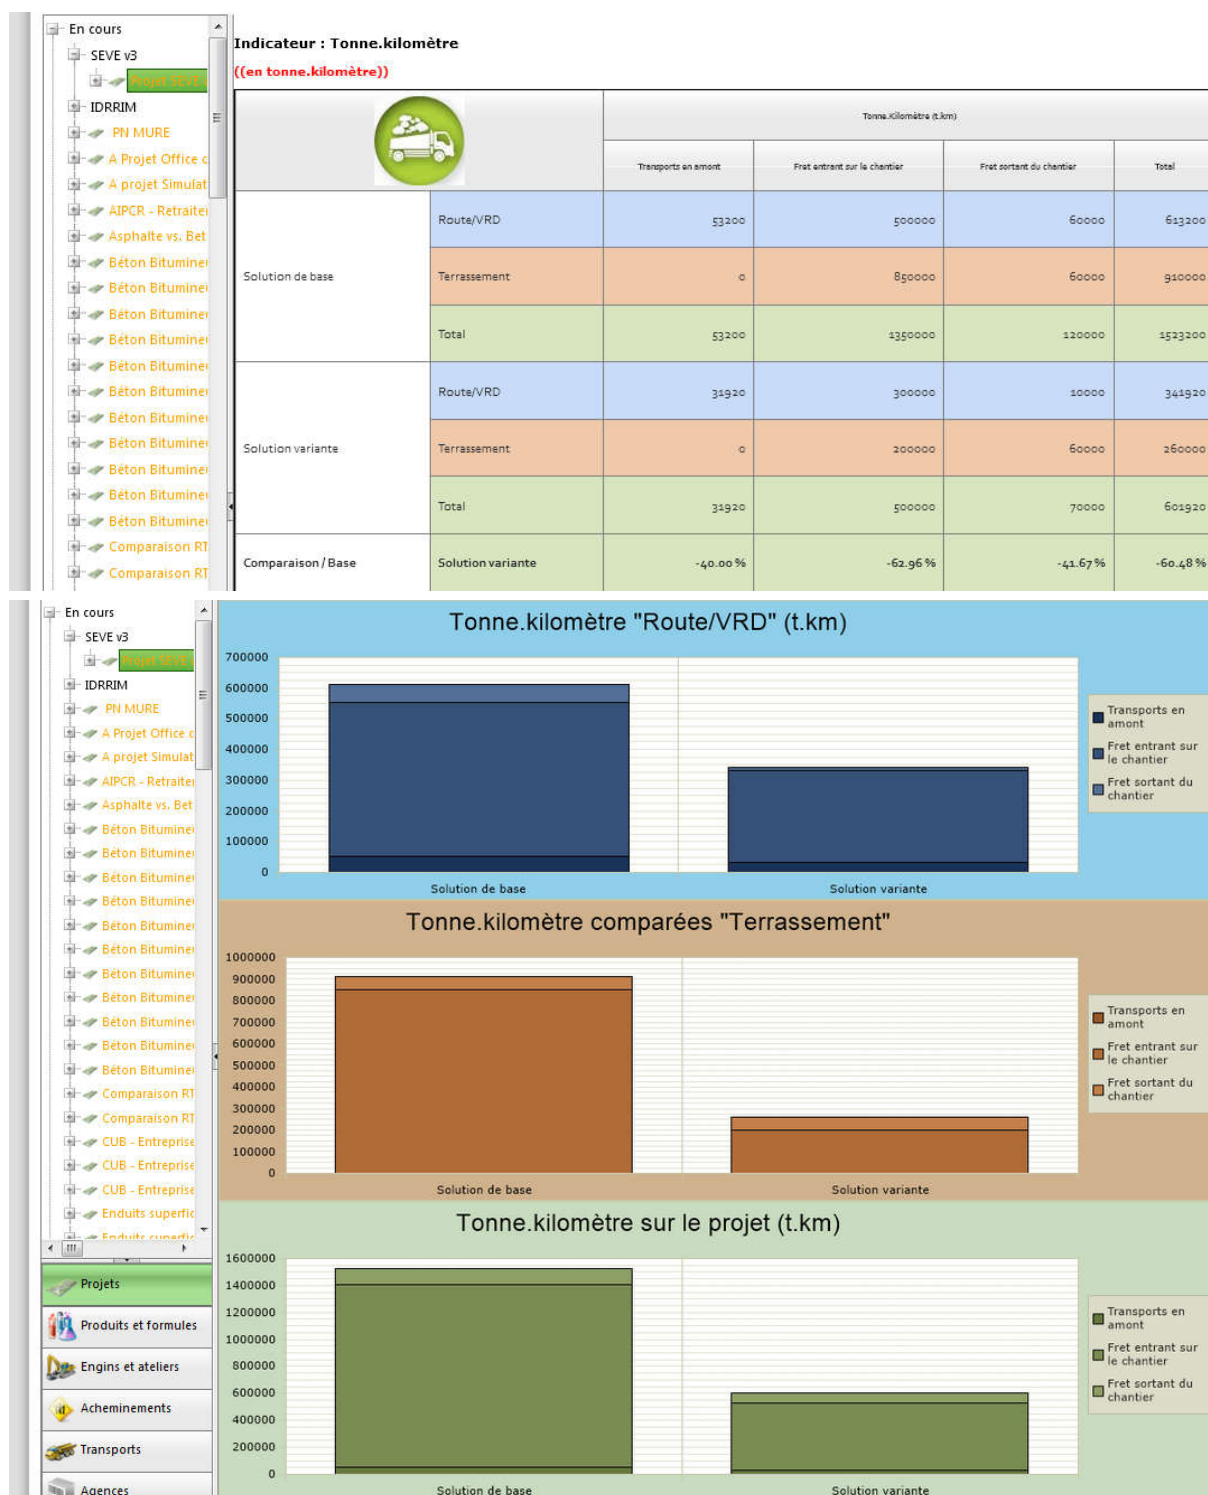 En cours
SEVE v3
Projet SEVE
IDRRIM
PN MURE
A Projet Office
A projet Simulat
AIPCR - Retraite
Asphalte vs. Bet
Béton Bitumine
Béton Bitumine
Béton Bitumine
Béton Bitumine
Béton Bitumine
Béton Bitumine
Béton Bitumine
Béton Bitumine
Béton Bitumine
Béton Bitumine
Béton Bitumine
Comparaison RT
Comparaison RT
Indicateur : Tonne.kilomètre
((en tonne.kilomètre))
Tonne.Kilomètre (t.km)
Transports en amont Fret entrant sur le chantier Fret sortant du chantier Total
Solution de base
Route/VRD 53200 500000 60000 613200
Terrassement 0 850000 60000 910000
Total 53200 1350000 120000 1523200
Solution variante
Route/VRD 31920 300000 10000 341920
Terrassement 0 200000 60000 260000
Total 31920 500000 70000 601920
Comparaison / Base Solution variante -40.00 % -62.96 % -41.67 % -60.48 %
En cours
SEVE v3
Projet SEVE
IDRRIM
PN MURE
A Projet Office
A projet Simulat
AIPCR - Retraite
Asphalte vs. Bet
Béton Bitumine
Béton Bitumine
Béton Bitumine
Béton Bitumine
Béton Bitumine
Béton Bitumine
Béton Bitumine
Béton Bitumine
Béton Bitumine
Béton Bitumine
Béton Bitumine
Comparaison RT
Comparaison RT
CUB - Entreprise
CUB - Entreprise
CUB - Entreprise
Enduits superfic
Enduits superfic
Projets
Produits et formules
Engins et ateliers
Acheminements
Transports
Agences
Tonne.kilomètre "Route/VRD" (t.km)
700000
600000
500000
400000
300000
200000
100000
0
Solution de base Solution variante
Transports en
amont
Fret entrant sur
le chantier
Fret sortant du
chantier
Tonne.kilomètre comparées "Terrassement"
1000000
900000
800000
700000
600000
500000
400000
300000
200000
100000
0
Solution de base Solution variante
Transports en
amont
Fret entrant sur
le chantier
Fret sortant du
chantier
Tonne.kilomètre sur le projet (t.km)
1600000
1400000
1200000
1000000
800000
600000
400000
200000
0
Solution de base Solution variante
Transports en
amont
Fret entrant sur
le chantier
Fret sortant du
chantier